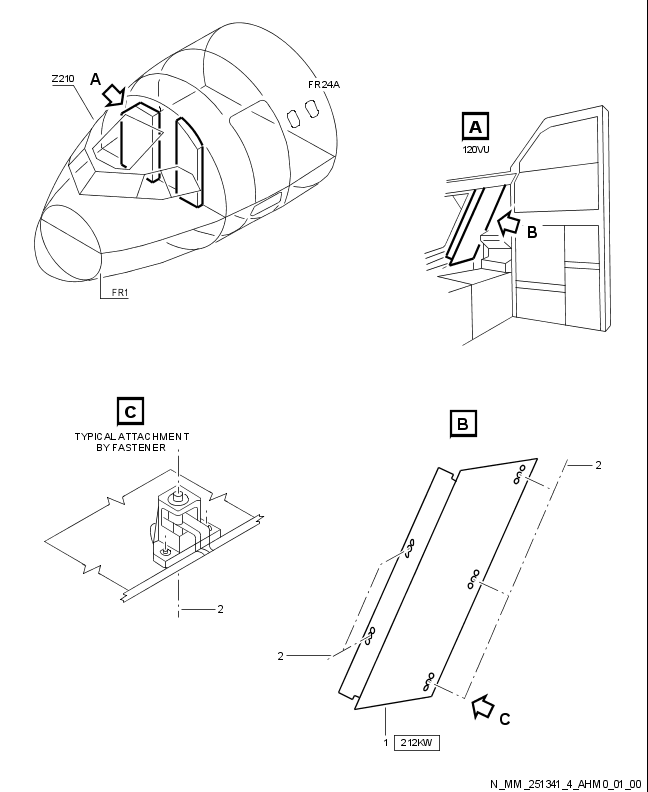 Z210
A
FR24A
FR1
A
120VU
B
C
TYPICAL ATTACHMENT
BY FASTENER
2
B
2
2
C
1 212KW
N_MM_251341_4_AHM0_01_00